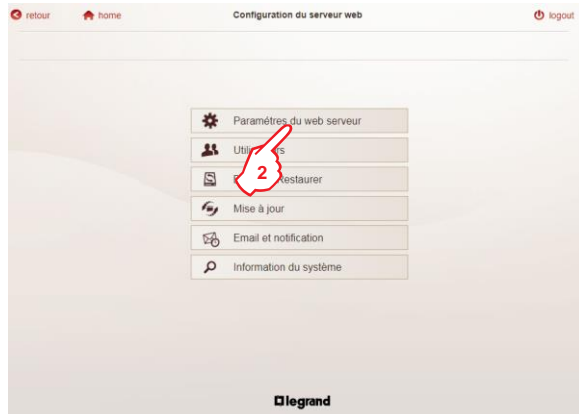 retour home Configuration du serveur web logout
Paramétres du web serveur
2
Restaurer
Mise à jour
Email et notification
Information du système
legrand